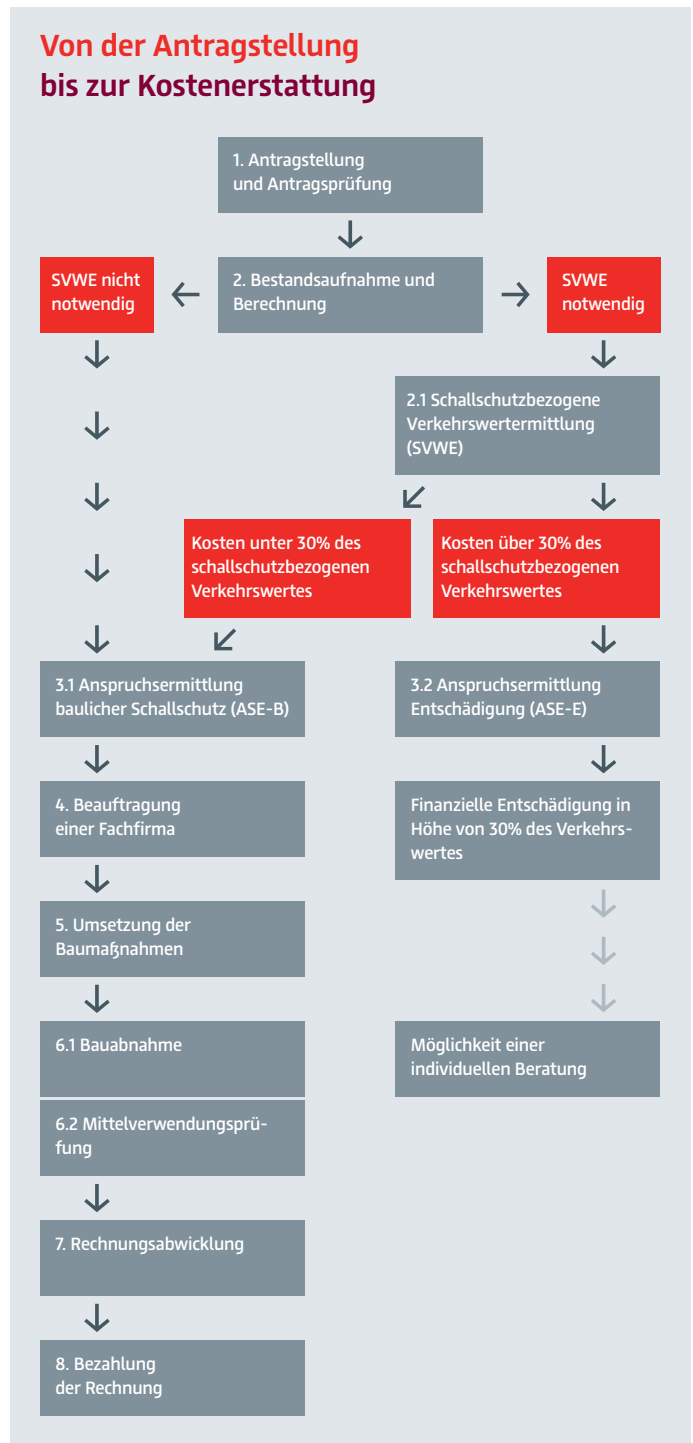 Von der Antragstellung
bis zur Kostenerstattung
1. Antragstellung
und Antragsprüfung
SVWE nicht
notwendig
2. Bestandsaufnahme und
Berechnung
SVWE
notwendig
2.1 Schallschutzbezogene
Verkehrswertermittlung
(SVWE)
Kosten unter 30% des
schallschutzbezogenen
Verkehrswertes
Kosten über 30% des
schallschutzbezogenen
Verkehrswertes
3.1 Anspruchsermittlung
baulicher Schallschutz (ASE-B)
3.2 Anspruchsermittlung
Entschädigung (ASE-E)
4. Beauftragung
einer Fachfirma
Finanzielle Entschädigung in
Höhe von 30% des Verkehrs-
wertes
5. Umsetzung der
Baumaßnahmen
6.1 Bauabnahme
Möglichkeit einer
individuellen Beratung
6.2 Mittelverwendungsprü-
fung
7. Rechnungsabwicklung
8. Bezahlung
der Rechnung